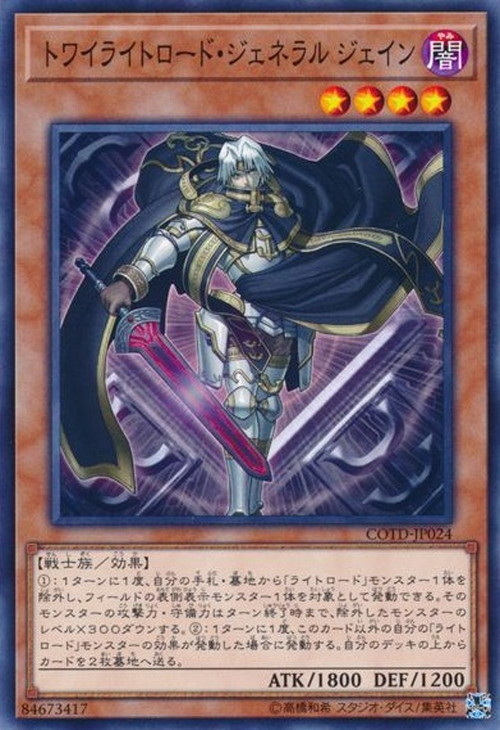 トワイライトロード・ジェネラル ジェイン
闇
COTD-JP024
【戦士族／効果】
①：1ターンに1度、自分の手札・墓地から「ライトロード」モンスター1体を
除外し、フィールドの表側表示モンスター1体を対象として発動できる。その
モンスターの攻撃力・守備力はターン終了時まで、除外したモンスターの
レベル×300ダウンする。②：1ターンに1度、このカード以外の自分の「ライト
ロード」モンスターの効果が発動した場合に発動する。自分のデッキの上から
カードを2枚墓地へ送る。
ATK/1800 DEF/1200
84673417
©高橋和希 スタジオ・ダイス/集英社